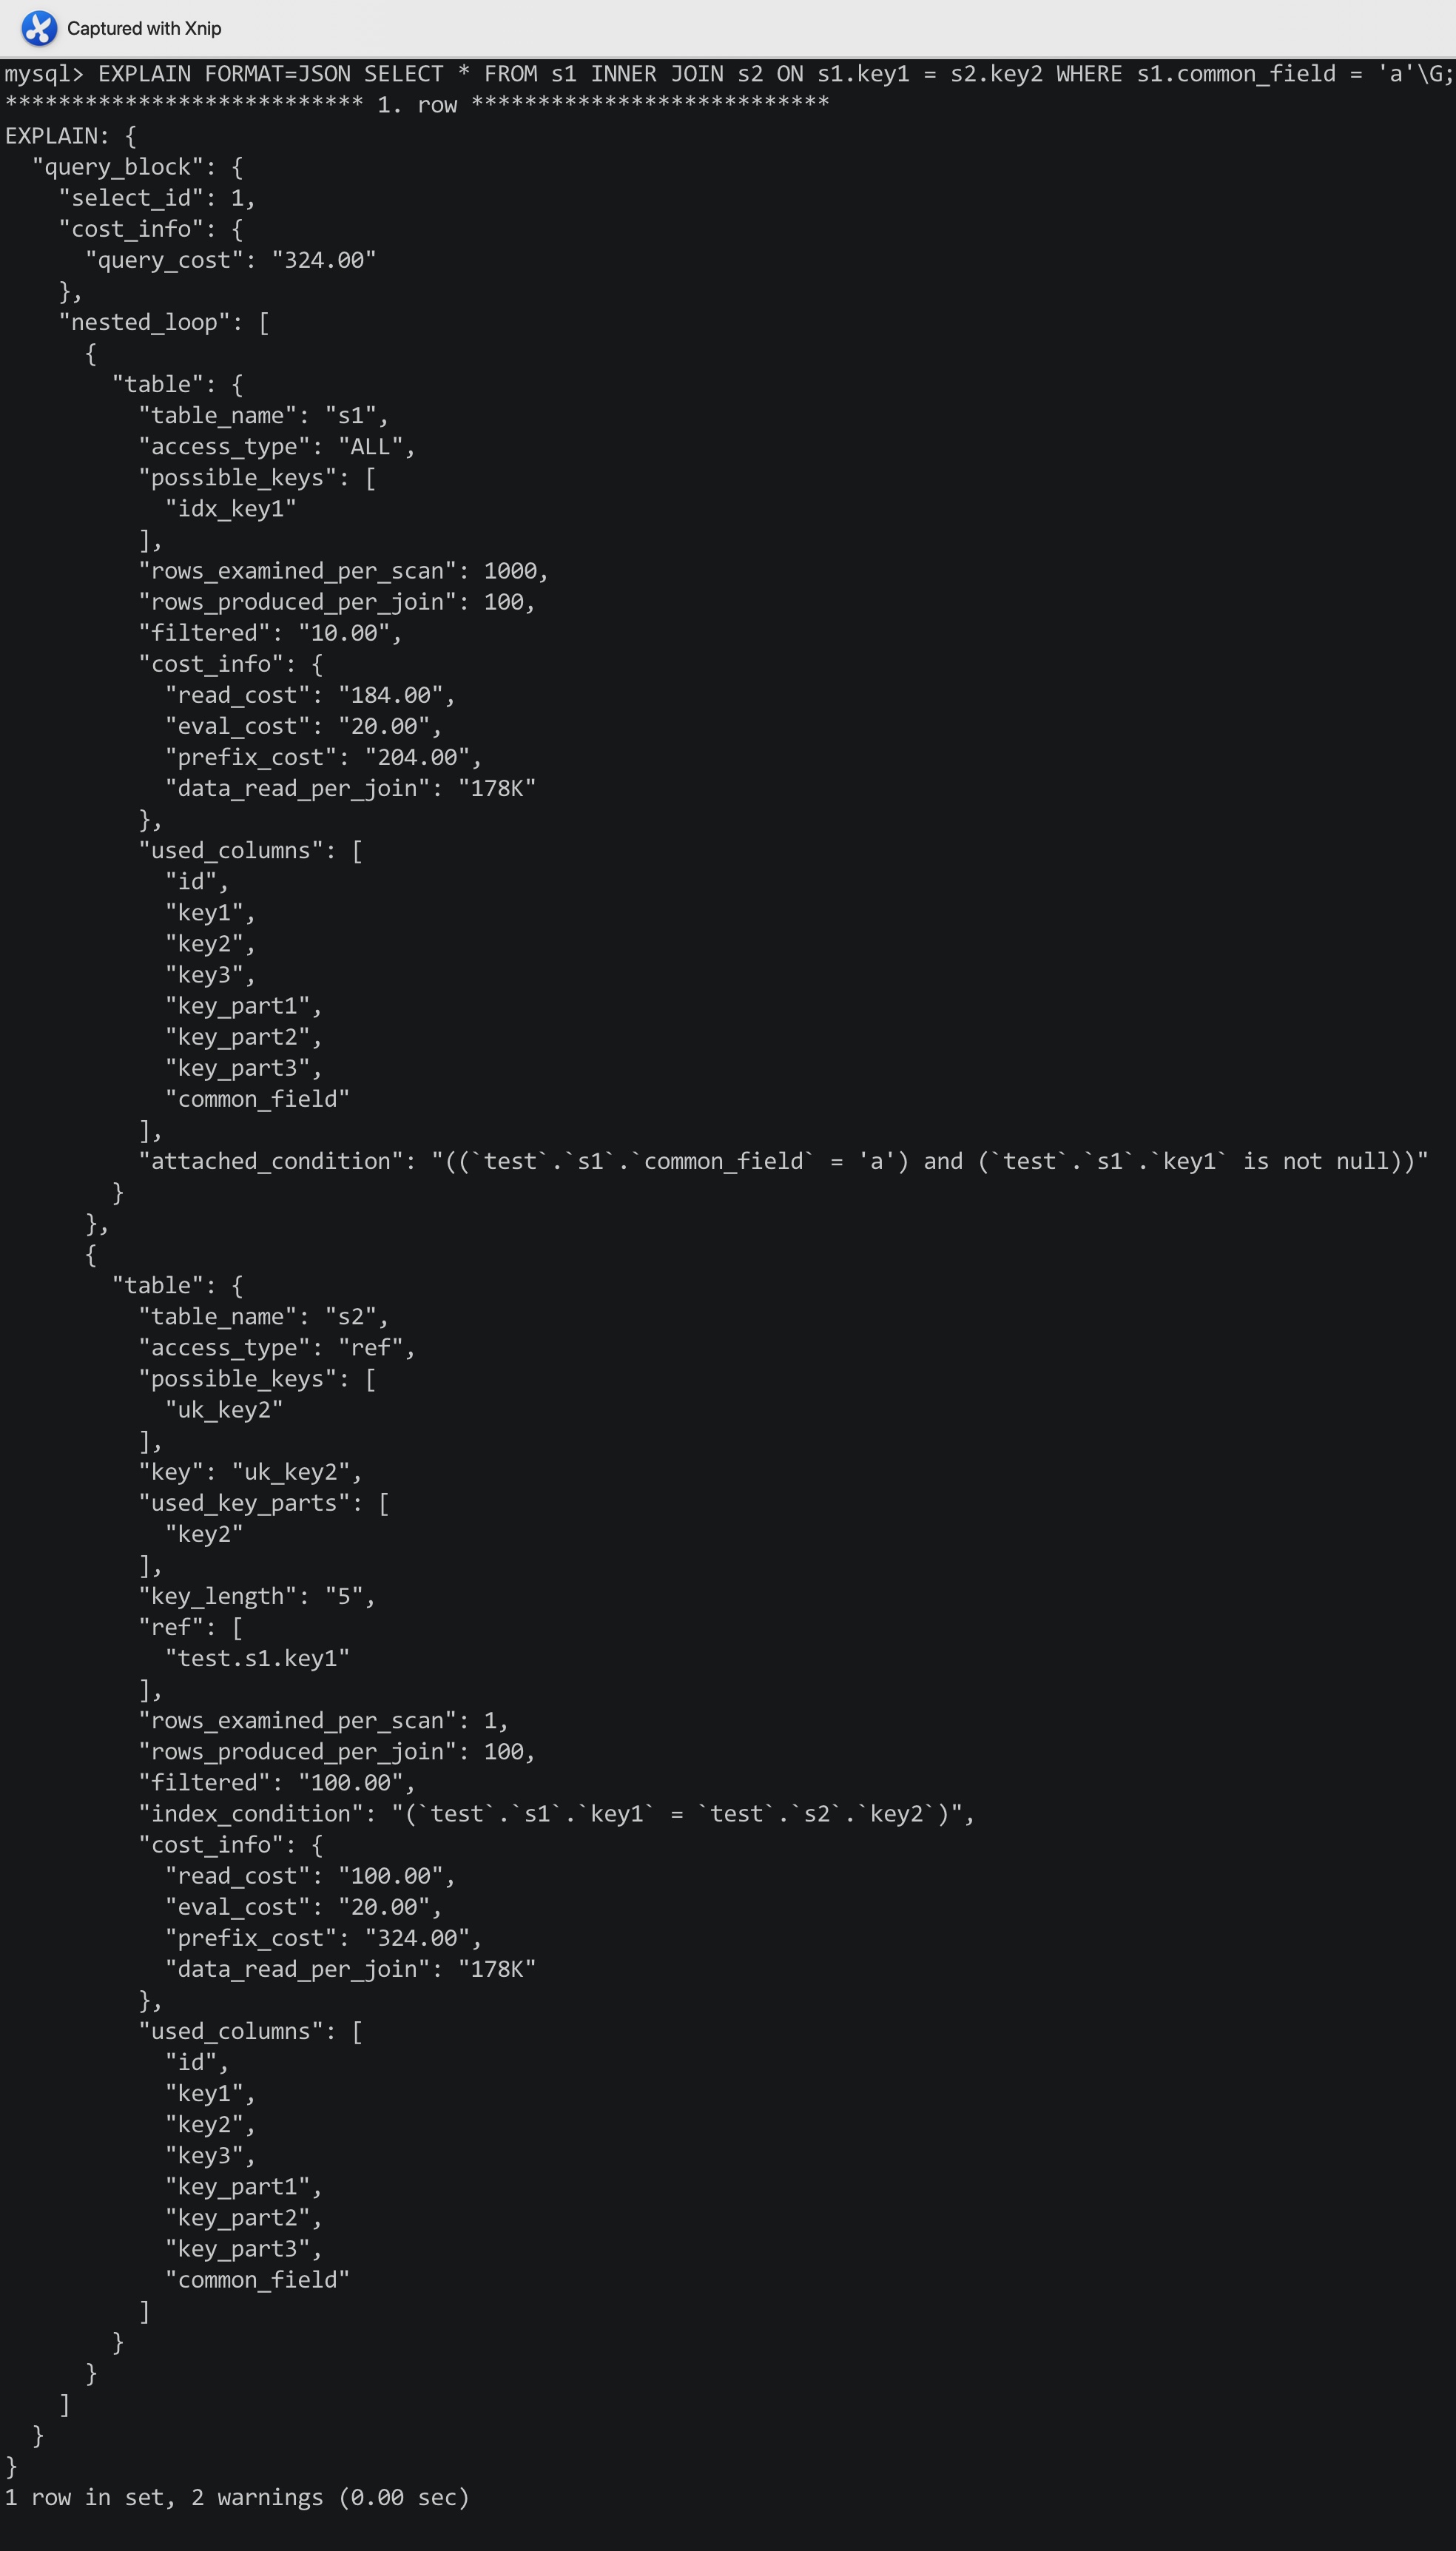 Captured with Xnip
mysql> EXPLAIN FORMAT=JSON SELECT * FROM s1 INNER JOIN s2 ON s1.key1 = s2.key2 WHERE s1.common_field = 'a'\G;
*************************** 1. row ***************************
EXPLAIN: {
  "query_block": {
    "select_id": 1,
    "cost_info": {
      "query_cost": "324.00"
    },
    "nested_loop": [
      {
        "table": {
          "table_name": "s1",
          "access_type": "ALL",
          "possible_keys": [
            "idx_key1"
          ],
          "rows_examined_per_scan": 1000,
          "rows_produced_per_join": 100,
          "filtered": "10.00",
          "cost_info": {
            "read_cost": "184.00",
            "eval_cost": "20.00",
            "prefix_cost": "204.00",
            "data_read_per_join": "178K"
          },
          "used_columns": [
            "id",
            "key1",
            "key2",
            "key3",
            "key_part1",
            "key_part2",
            "key_part3",
            "common_field"
          ],
          "attached_condition": "((`test`.`s1`.`common_field` = 'a') and (`test`.`s1`.`key1` is not null))"
        }
      },
      {
        "table": {
          "table_name": "s2",
          "access_type": "ref",
          "possible_keys": [
            "uk_key2"
          ],
          "key": "uk_key2",
          "used_key_parts": [
            "key2"
          ],
          "key_length": "5",
          "ref": [
            "test.s1.key1"
          ],
          "rows_examined_per_scan": 1,
          "rows_produced_per_join": 100,
          "filtered": "100.00",
          "index_condition": "(`test`.`s1`.`key1` = `test`.`s2`.`key2`)",
          "cost_info": {
            "read_cost": "100.00",
            "eval_cost": "20.00",
            "prefix_cost": "324.00",
            "data_read_per_join": "178K"
          },
          "used_columns": [
            "id",
            "key1",
            "key2",
            "key3",
            "key_part1",
            "key_part2",
            "key_part3",
            "common_field"
          ]
        }
      }
    ]
  }
}
1 row in set, 2 warnings (0.00 sec)